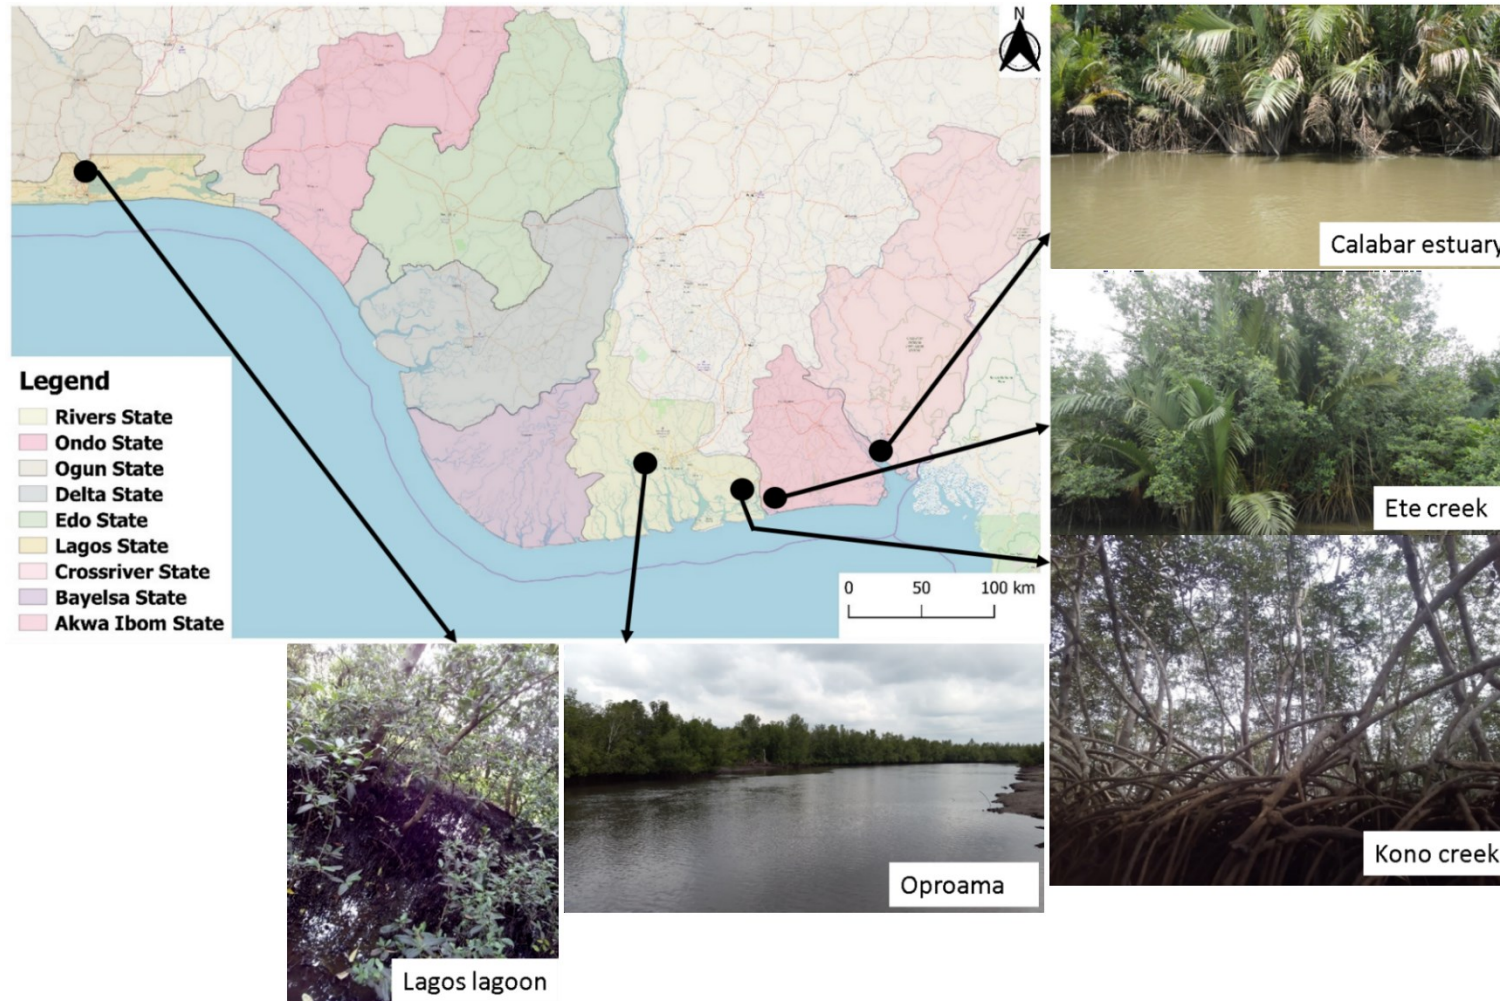 N
Calabar estuary
Legend
Rivers State
Ondo State
Ogun State
Delta State
Edo State
Lagos State
Crossriver State
Bayelsa State
Akwa Ibom State
0 50 100 km
Ete creek
Kono creek
Oproama
Lagos lagoon